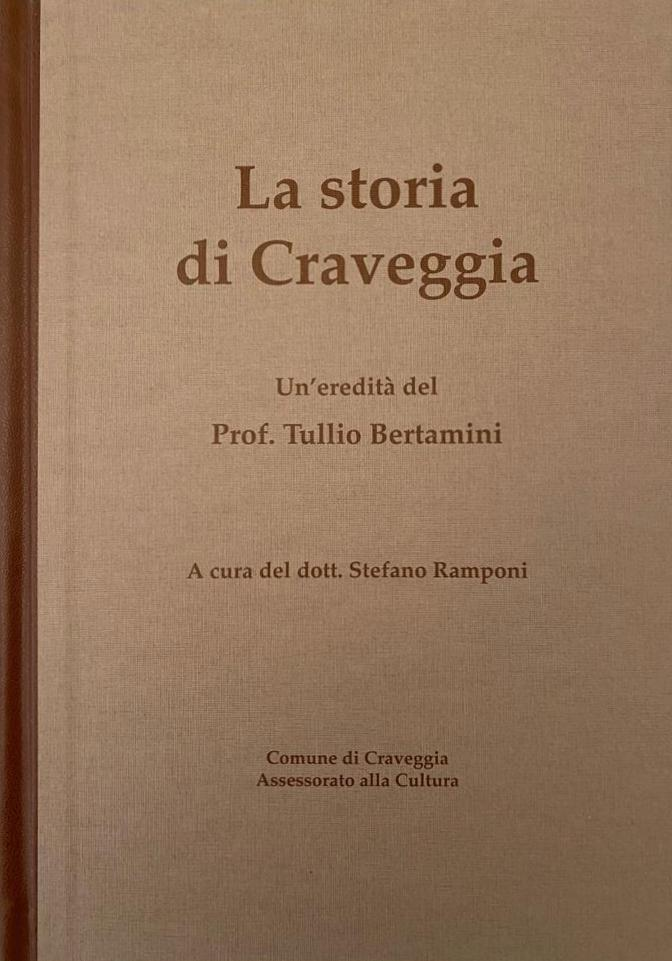 La storia
di Craveggia
Un'eredità del
Prof. Tullio Bertamini
A cura del dott. Stefano Ramponi
Comune di Craveggia
Assessorato alla Cultura